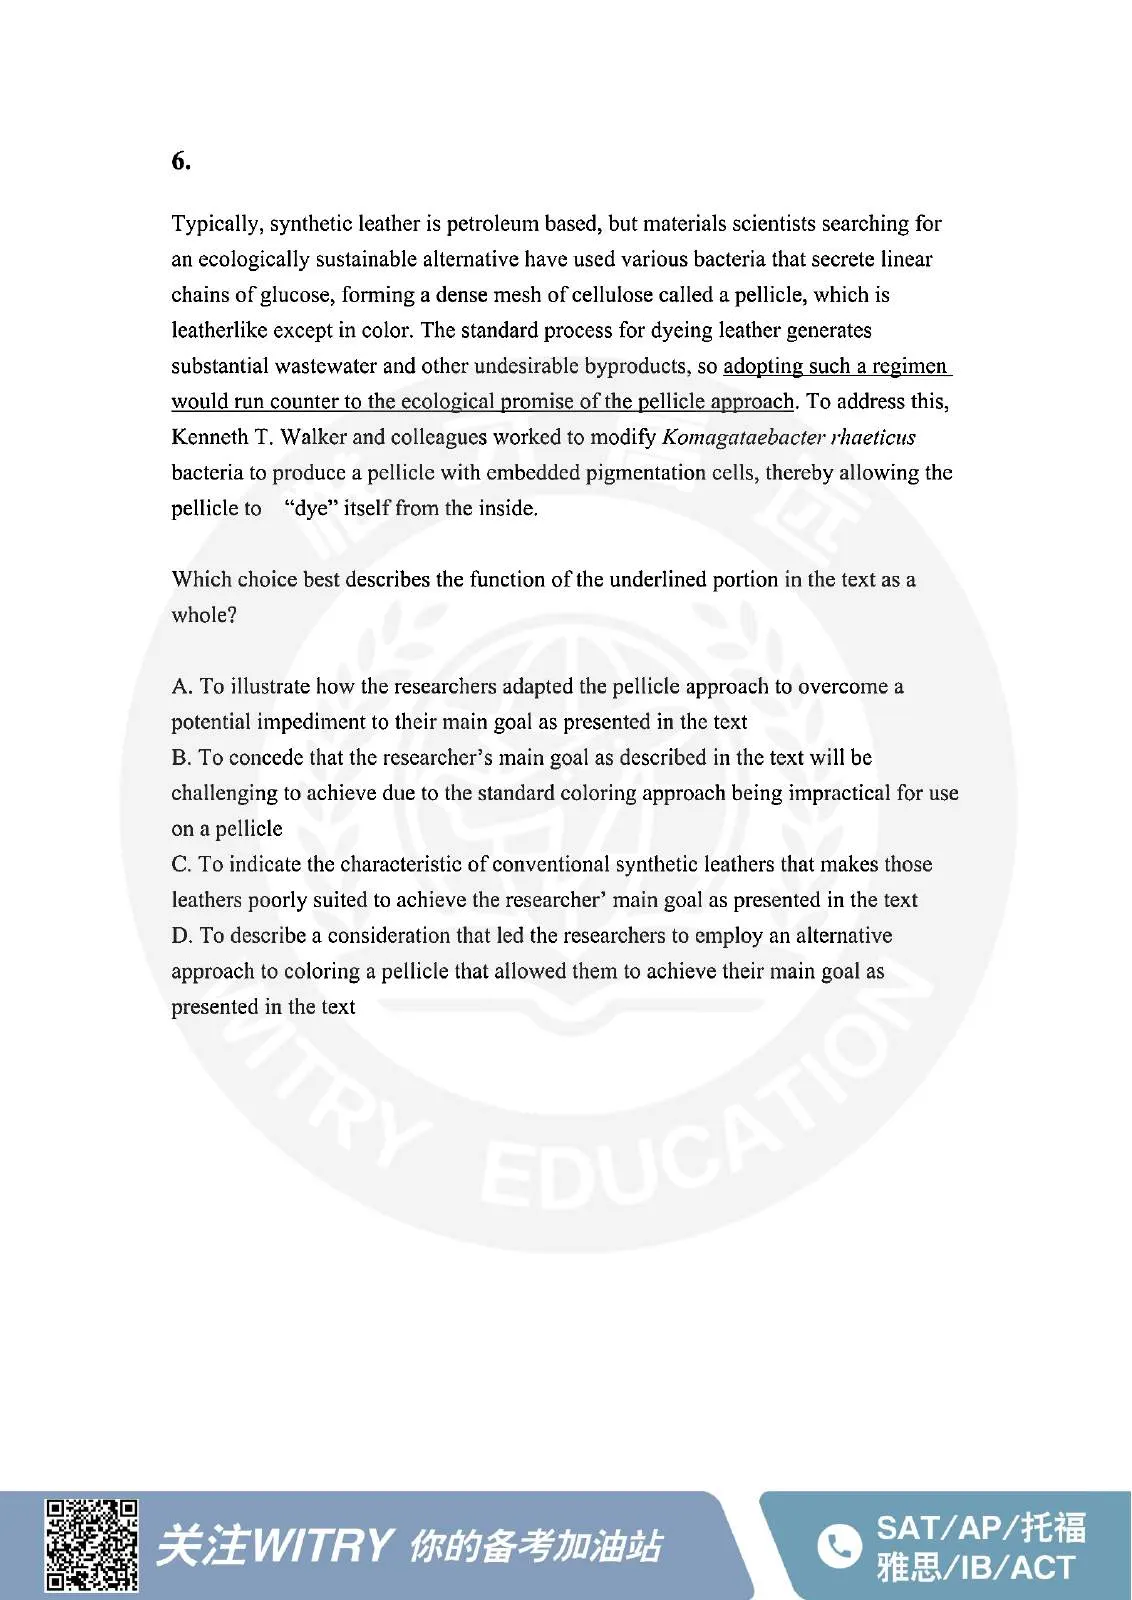 6.
Typically, synthetic leather is petroleum based, but materials scientists searching for
an ecologically sustainable alternative have used various bacteria that secrete linear
chains of glucose, forming a dense mesh of cellulose called a pellicle, which is
leatherlike except in color. The standard process for dyeing leather generates
substantial wastewater and other undesirable byproducts, so adopting such a regimen
would run counter to the ecological promise of the pellicle approach. To address this,
Kenneth T. Walker and colleagues worked to modify Komagataebacter rhaeticus
bacteria to produce a pellicle with embedded pigmentation cells, thereby allowing the
pellicle to “dye” itself from the inside.
Which choice best describes the function of the underlined portion in the text as a
whole?
A. To illustrate how the researchers adapted the pellicle approach to overcome a
potential impediment to their main goal as presented in the text
B. To concede that the researcher’s main goal as described in the text will be
challenging to achieve due to the standard coloring approach being impractical for use
on a pellicle
C. To indicate the characteristic of conventional synthetic leathers that makes those
leathers poorly suited to achieve the researcher’ main goal as presented in the text
D. To describe a consideration that led the researchers to employ an alternative
approach to coloring a pellicle that allowed them to achieve their main goal as
presented in the text
WITRY EDUCATION
关注WITRY 你的备考加油站
SAT/AP/托福
雅思/IB/ACT